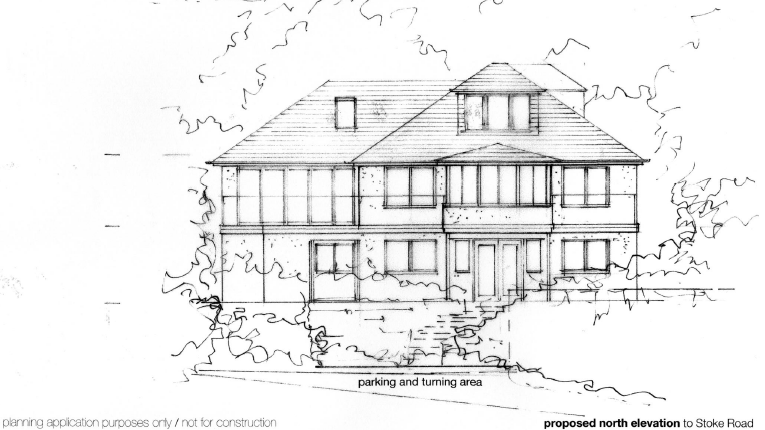 parking and turning area
planning application purposes only / not for construction
proposed north elevation to Stoke Road